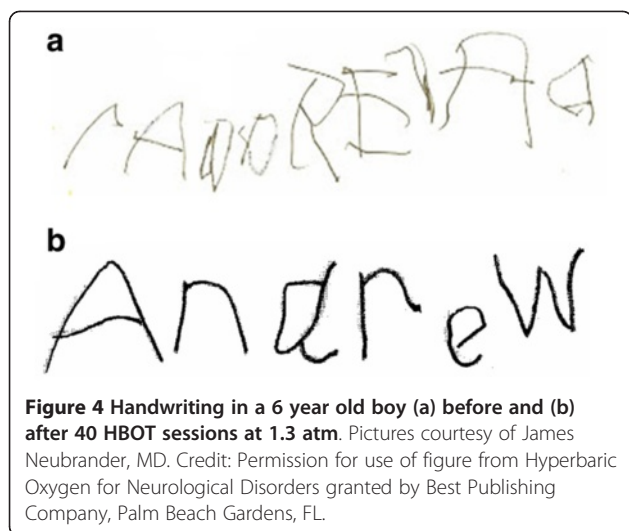 a
b
Andrew
Figure 4 Handwriting in a 6 year old boy (a) before and (b)
after 40 HBOT sessions at 1.3 atm. Pictures courtesy of James
Neubrander, MD. Credit: Permission for use of figure from Hyperbaric
Oxygen for Neurological Disorders granted by Best Publishing
Company, Palm Beach Gardens, FL.